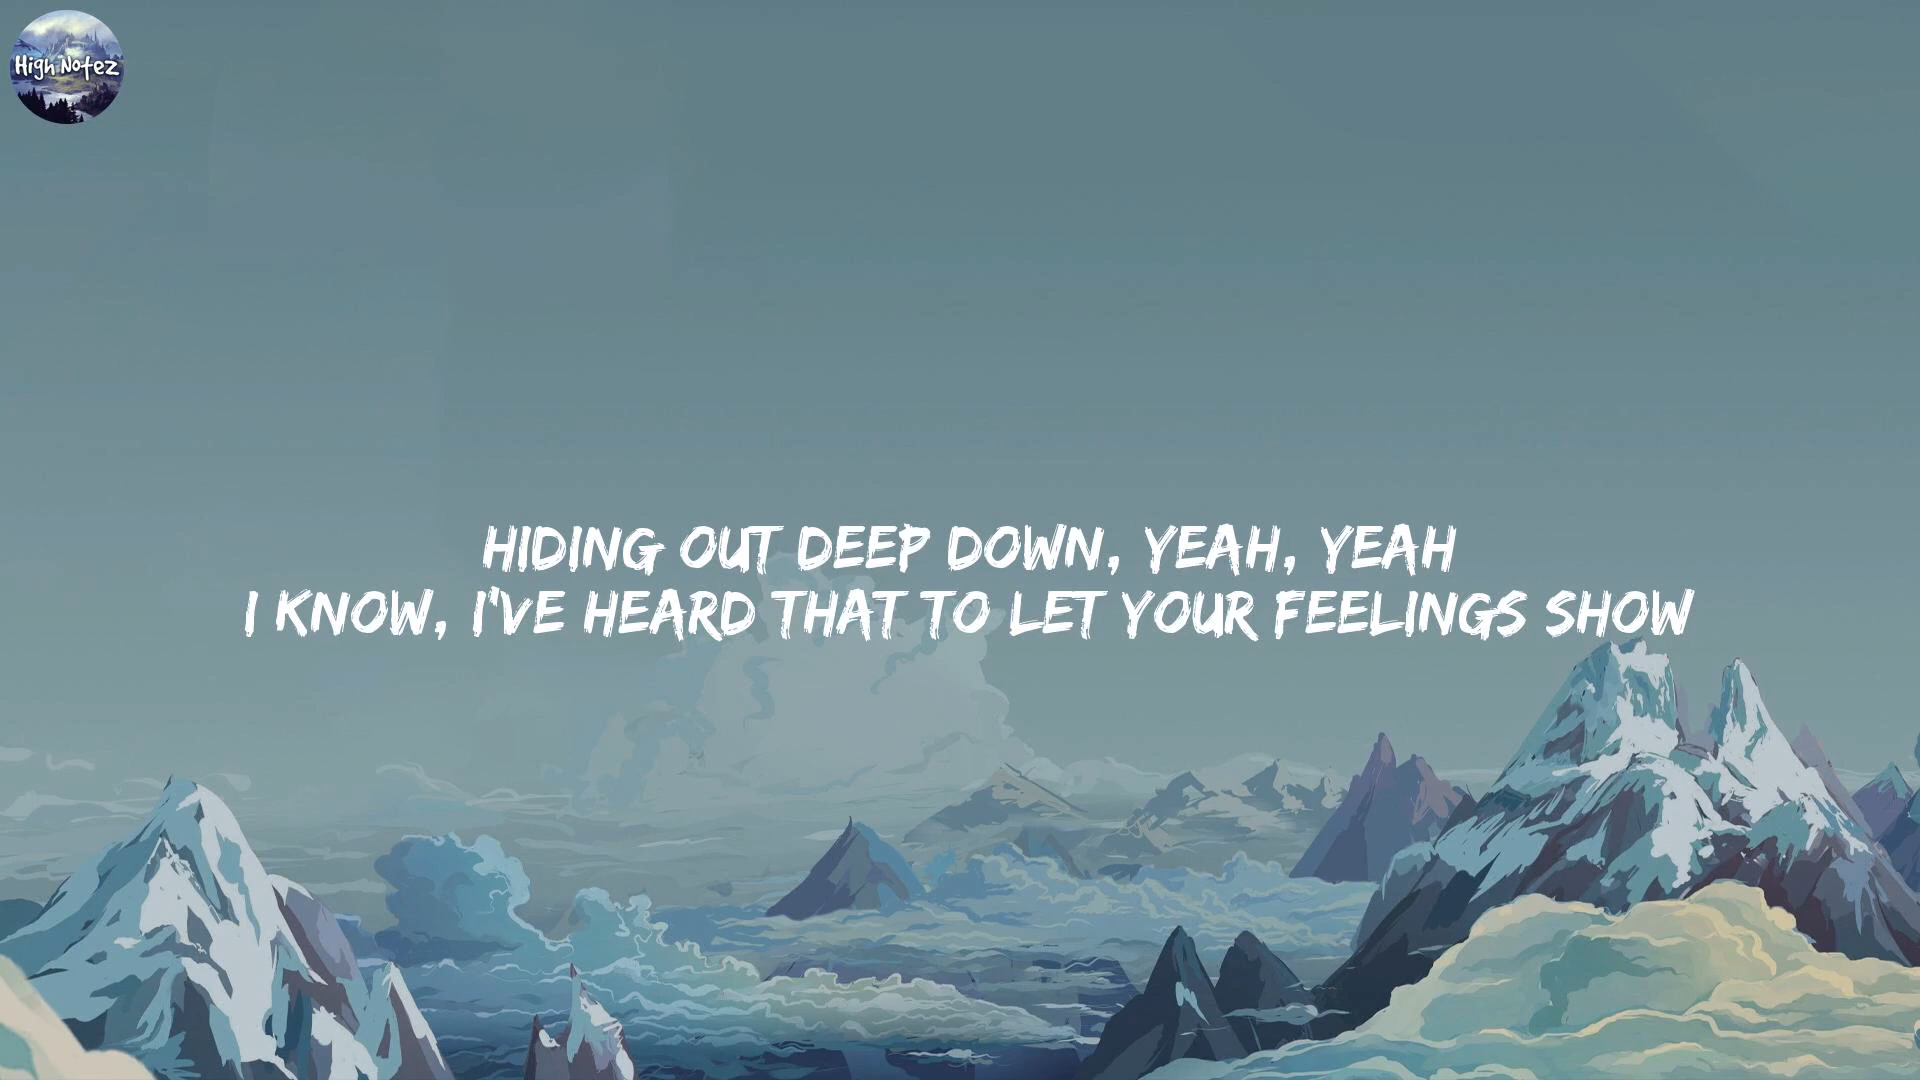 High Notez
HIDING OUT DEEP DOWN, YEAH, YEAH
I KNOW, I'VE HEARD THAT TO LET YOUR FEELINGS SHOW